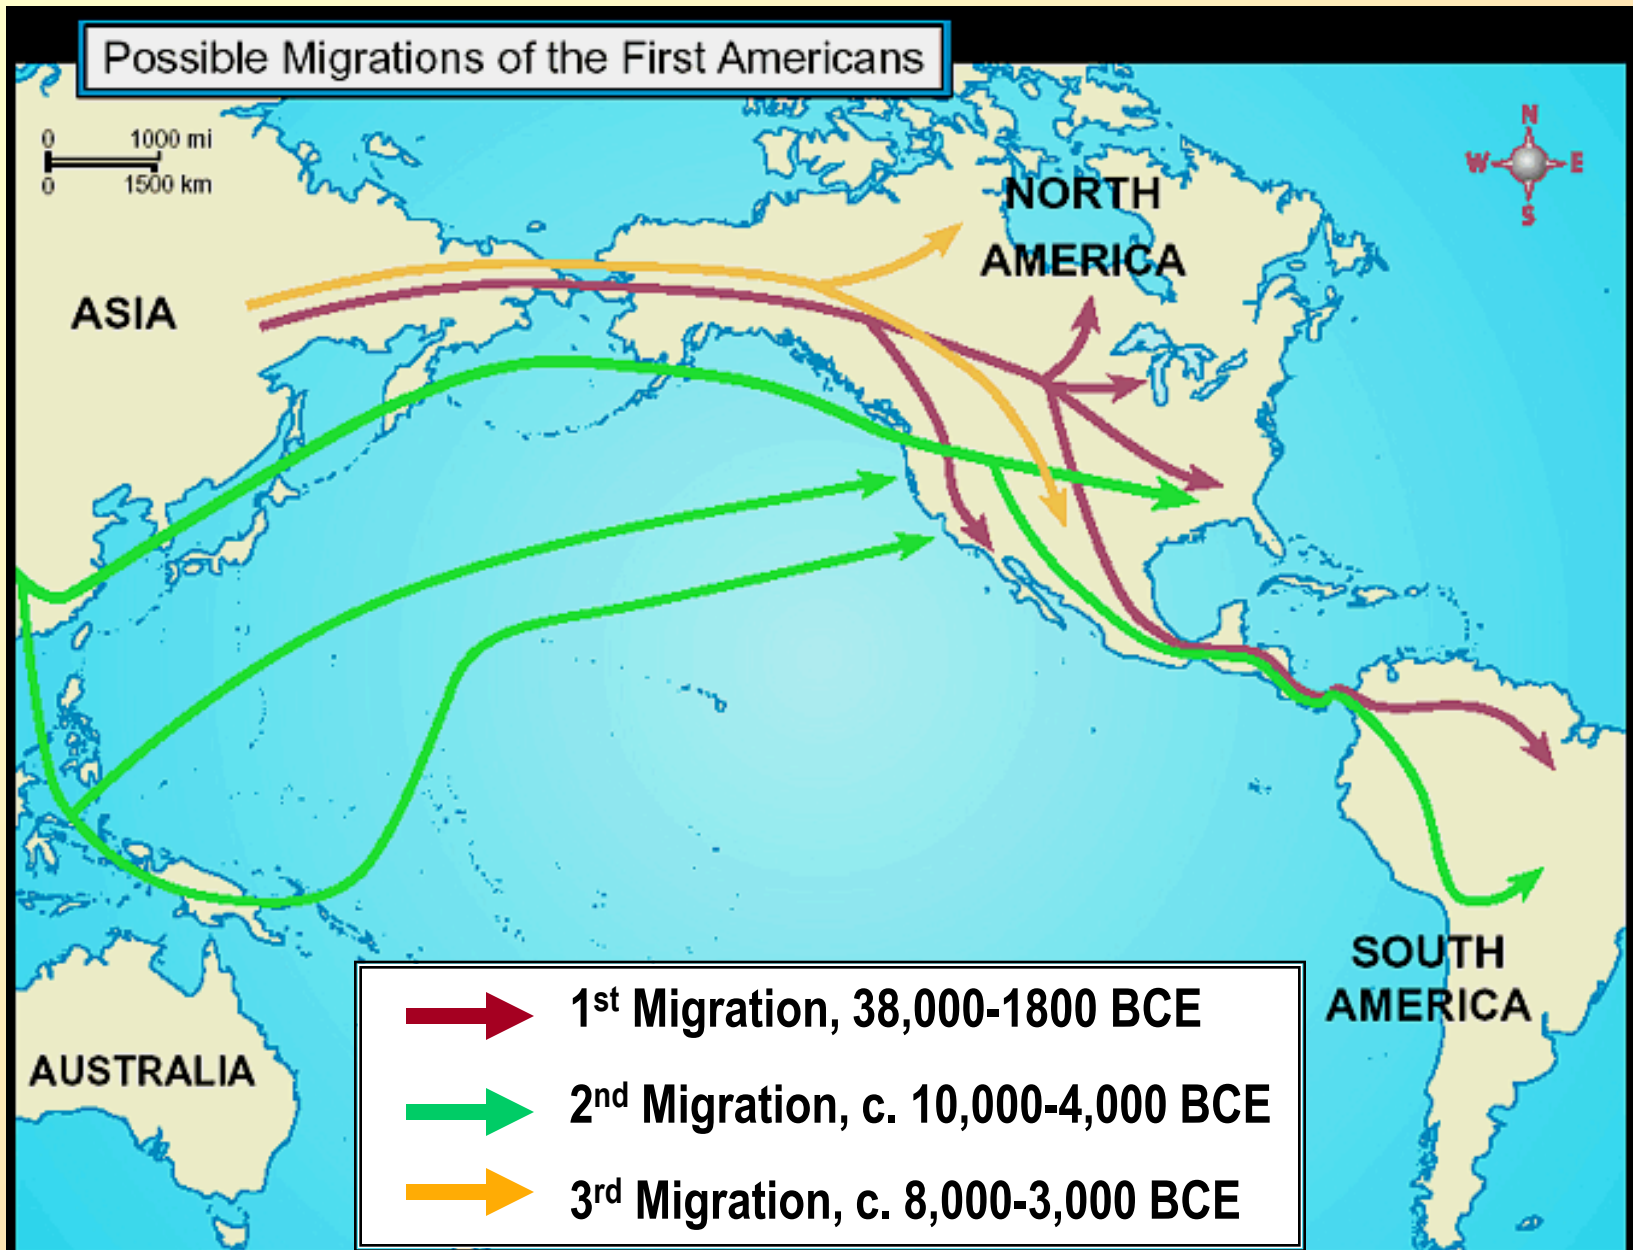 Possible Migrations of the First Americans
0 1000 mi
0 1500 km
N
W E
S
NORTH
AMERICA
ASIA
SOUTH
AMERICA
AUSTRALIA
1st Migration, 38,000-1800 BCE
2nd Migration, c. 10,000-4,000 BCE
3rd Migration, c. 8,000-3,000 BCE